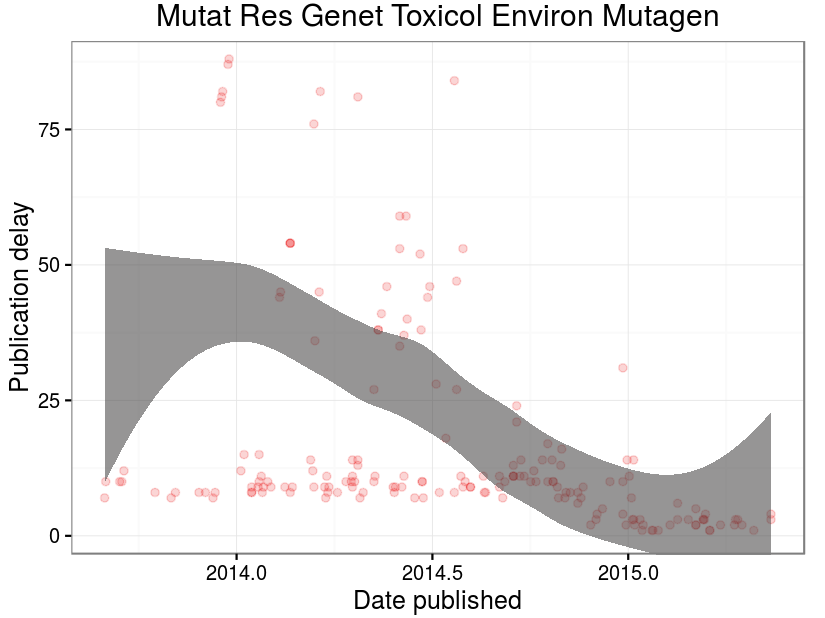 Mutat Res Genet Toxicol Environ Mutagen
Publication delay
75
50
25
0
2014.0
2014.5
2015.0
Date published